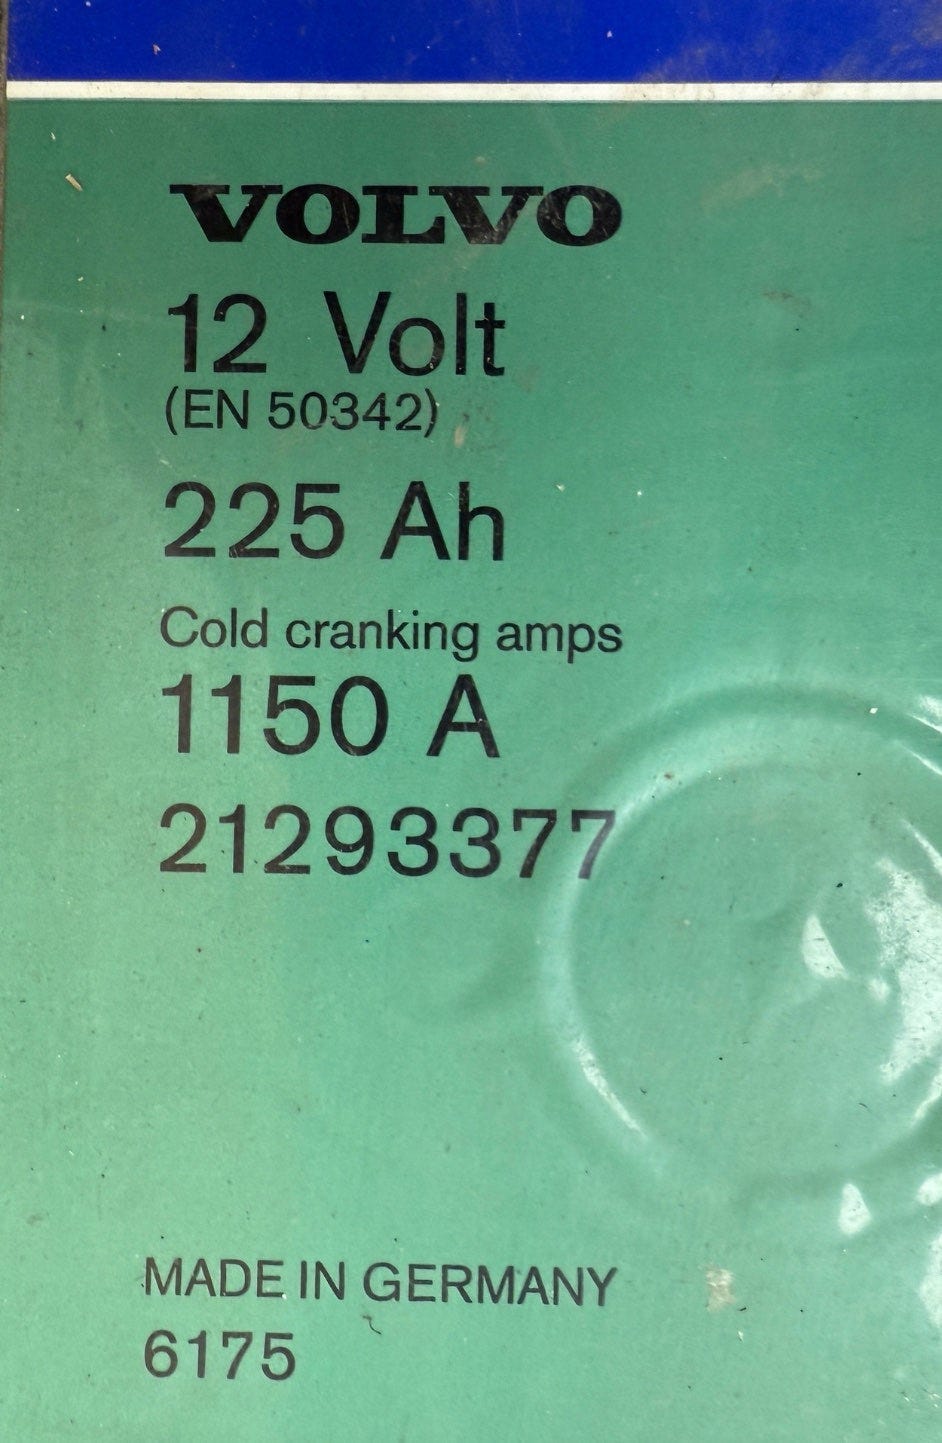 VOLVO
12 Volt
(EN 50342)
225 Ah
Cold cranking amps
1150 A
21293377
MADE IN GERMANY
6175